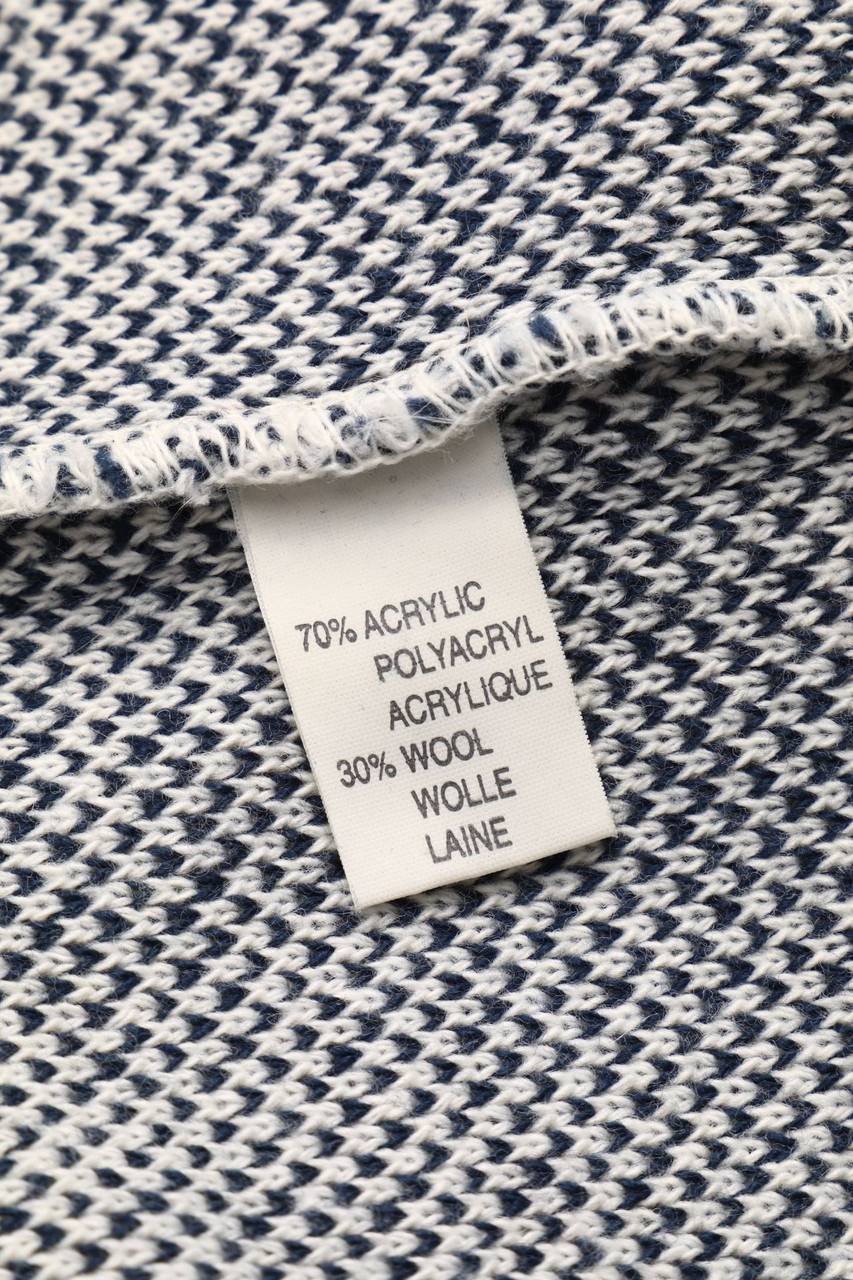 70% ACRYLIC
POLYACRYL
ACRYLIQUE
30% WOOL
WOLLE
LAINE